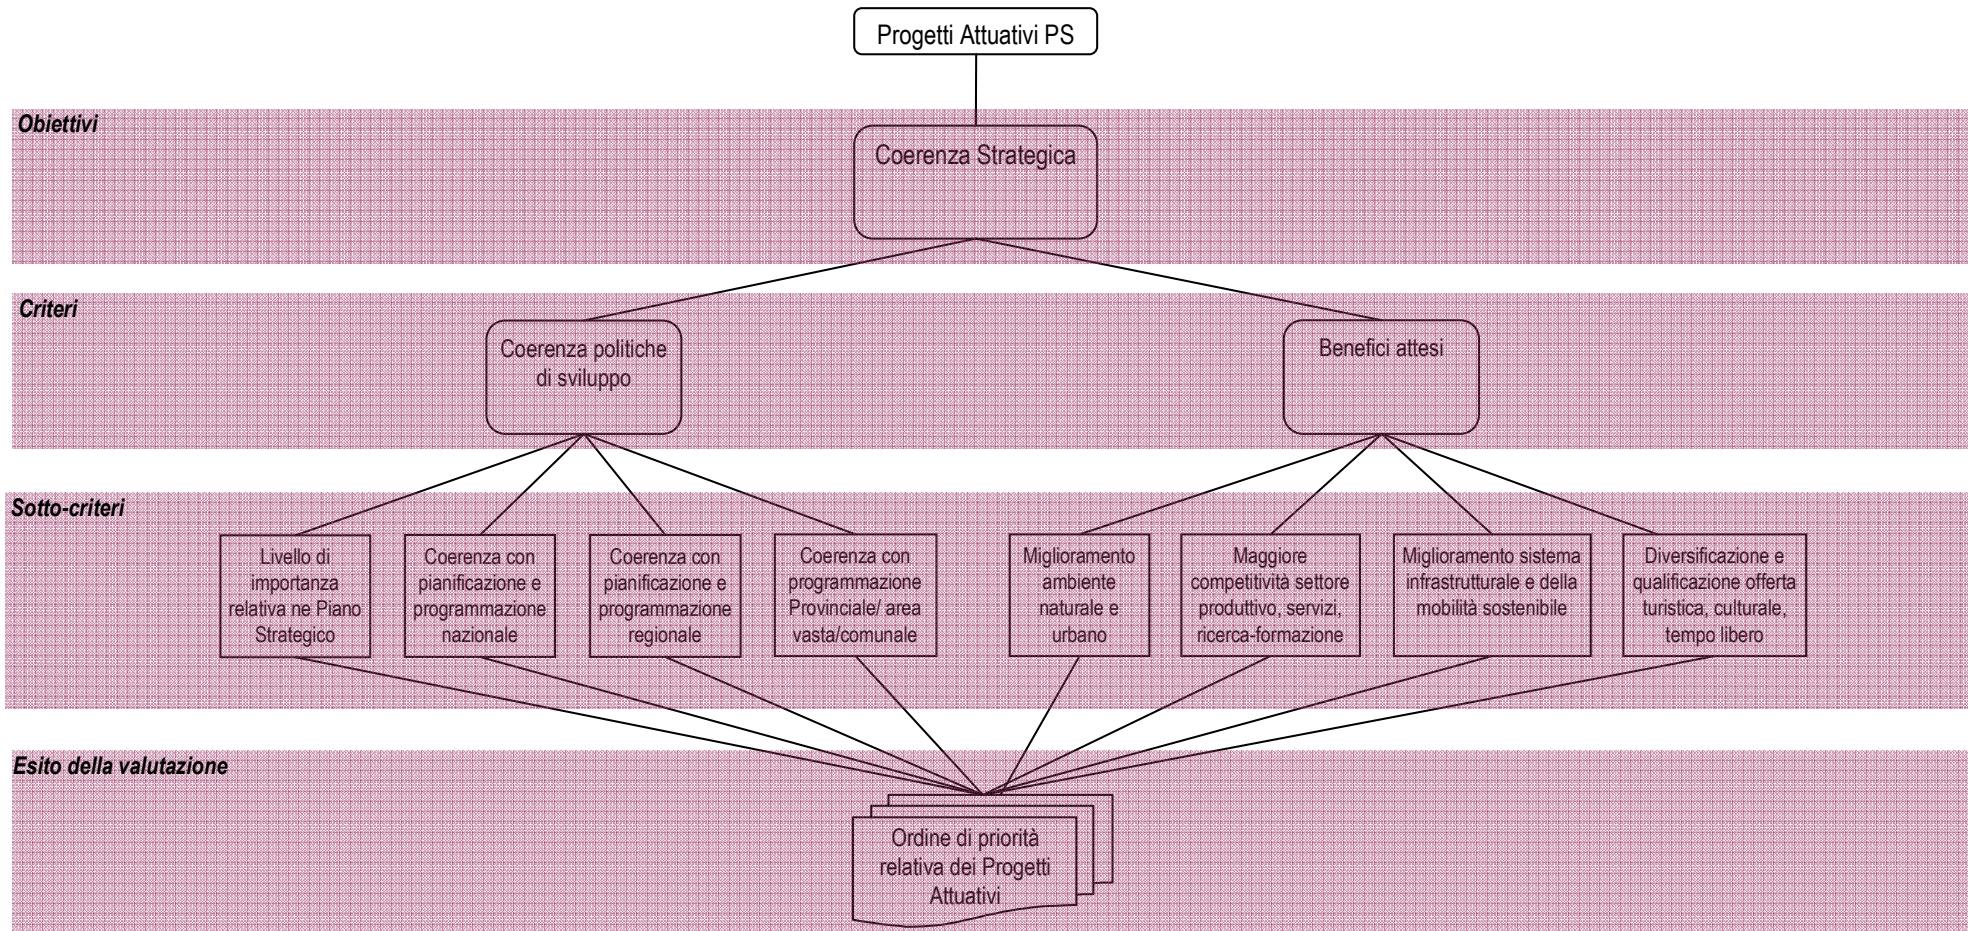 Progetti Attuativi PS
Obiettivi
Coerenza Strategica
Criteri
Coerenza politiche
di sviluppo
Benefici attesi
Sotto-criteri
Livello di
importanza
relativa ne Piano
Strategico
Coerenza con
pianificazione e
programmazione
nazionale
Coerenza con
pianificazione e
programmazione
regionale
Coerenza con
programmazione
Provinciale/ area
vasta/comunale
Miglioramento
ambiente
naturale e
urbano
Maggiore
competitività settore
produttivo, servizi,
ricerca-formazione
Miglioramento sistema
infrastrutturale e della
mobilità sostenibile
Diversificazione e
qualificazione offerta
turistica, culturale,
tempo libero
Esito della valutazione
Ordine di priorità
relativa dei Progetti
Attuativi